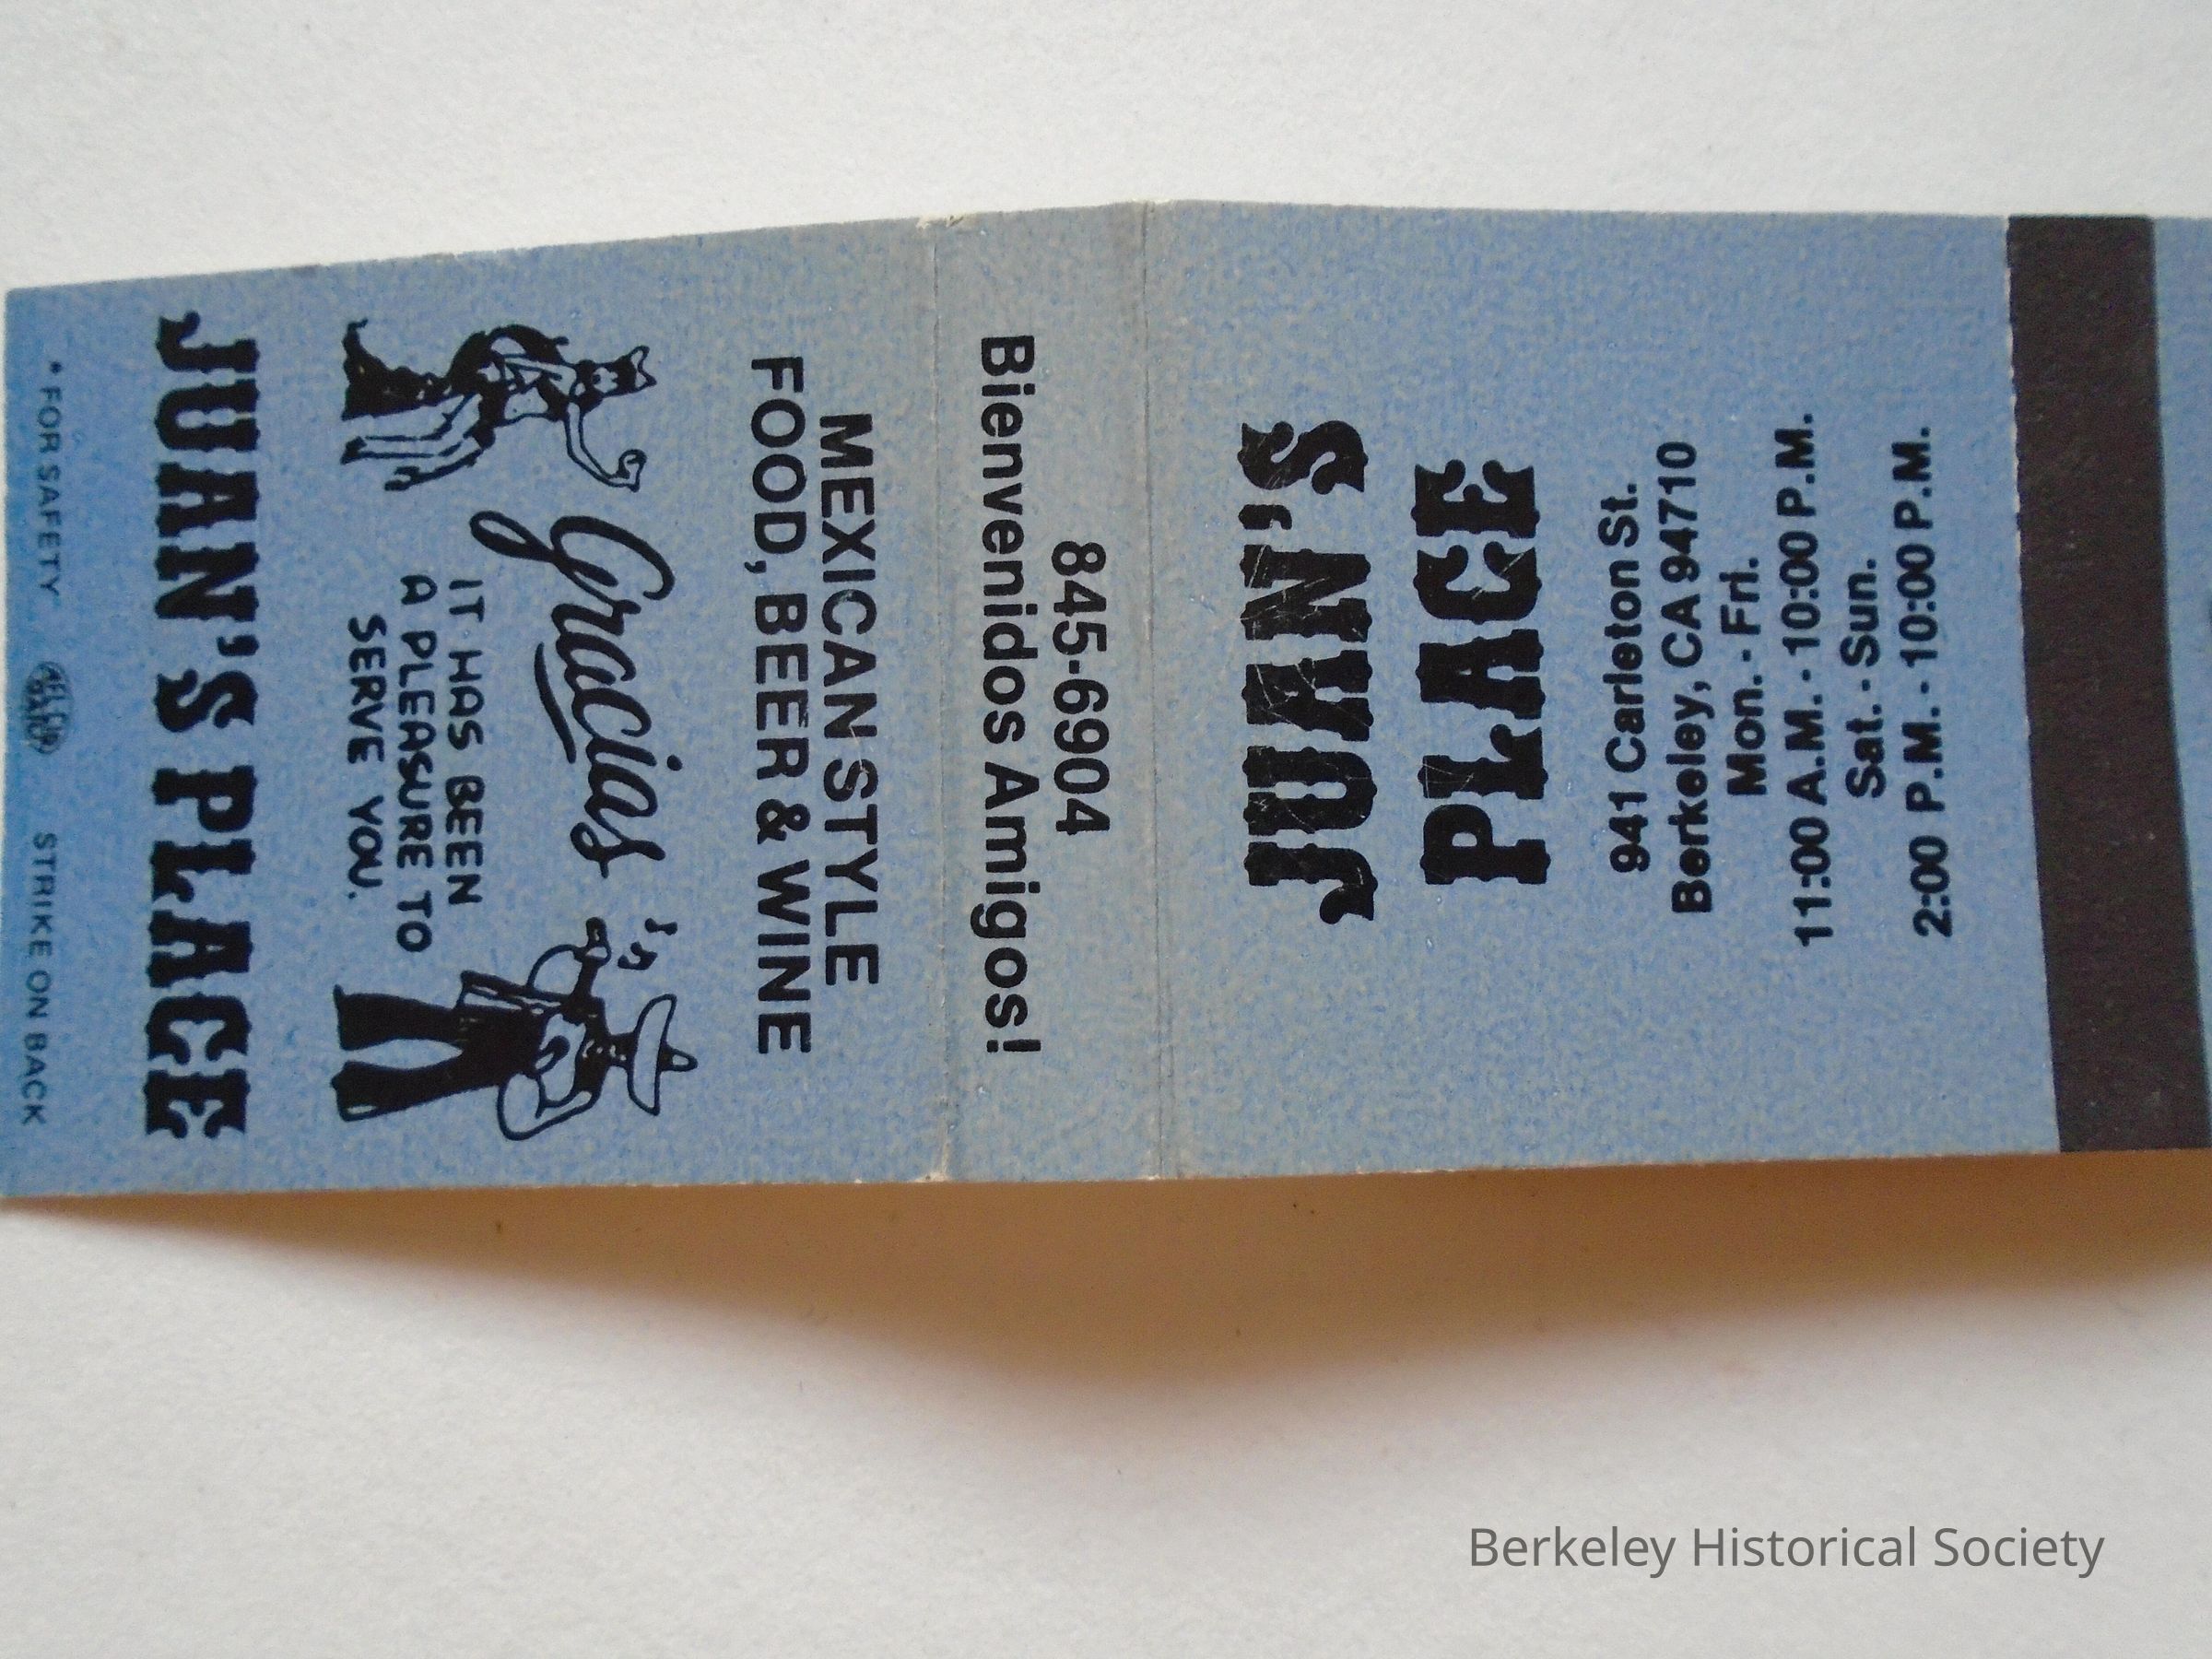 MEXICAN STYLE
FOOD, BEER & WINE
Gracias
IT HAS BEEN
A PLEASURE TO
SERVE YOU.
JUAN'S PLACE
* FOR SAFETY
STRIKE ON BACK
845-6904
Bienvenidos Amigos!
JUAN'S
PLACE
941 Carleton St.
Berkeley, CA 94710
Mon. - Fri.
11:00 A.M. - 10:00 P.M.
Sat. - Sun.
2:00 P.M. - 10:00 P.M.
Berkeley Historical Society